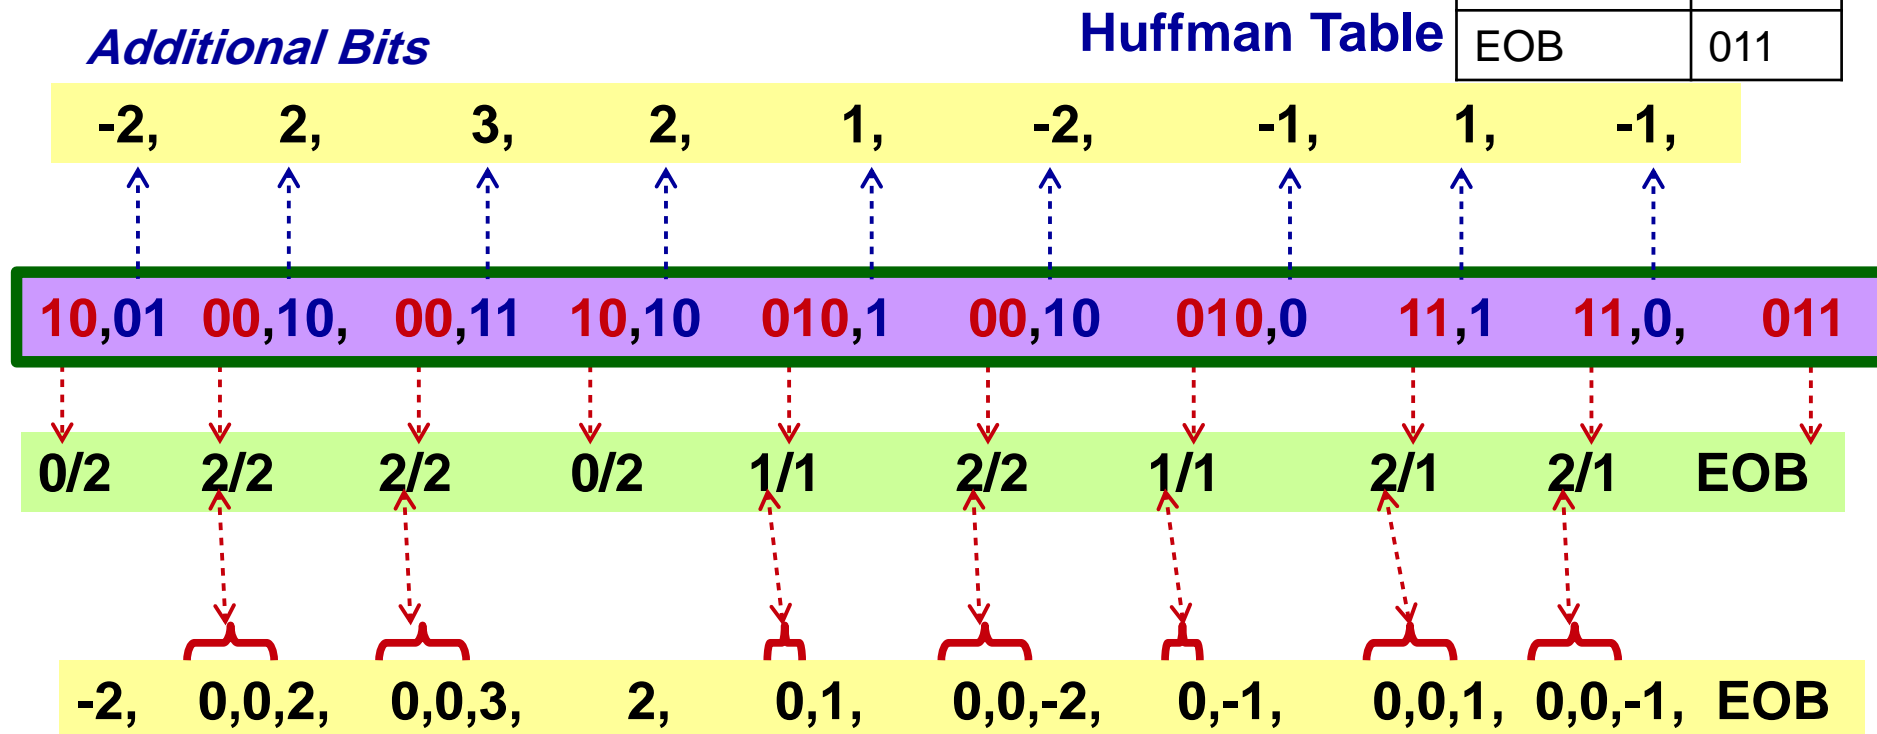 Additional Bits
Huffman Table
EOB 011
-2, 2, 3, 2, 1, -2, -1, 1, -1,
10,01 00,10, 00,11 10,10 010,1 00,10 010,0 11,1 11,0, 011
0/2 2/2 2/2 0/2 1/1 2/2 1/1 2/1 2/1 EOB
-2, 0,0,2, 0,0,3, 2, 0,1, 0,0,-2, 0,-1, 0,0,1, 0,0,-1, EOB